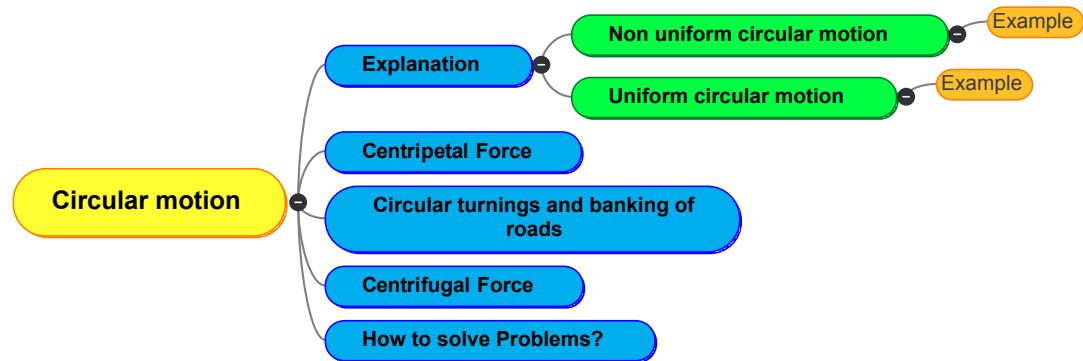 Circular motion
Explanation
Non uniform circular motion
Example
Uniform circular motion
Example
Centripetal Force
Circular turnings and banking of
roads
Centrifugal Force
How to solve Problems?